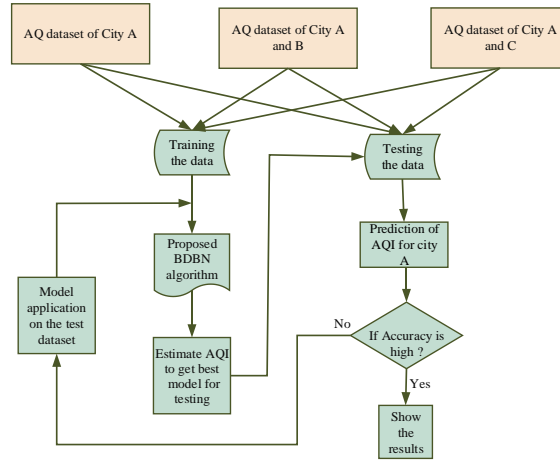 AQ dataset of City A
AQ dataset of City A
and B
AQ dataset of City A
and C
Training
the data
Testing
the data
Proposed
BDBN
algorithm
Prediction of
AQI for city
A
Model
application
on the test
dataset
Estimate AQI
to get best
model for
testing
No
If Accuracy is
high ?
Yes
Show
the
results